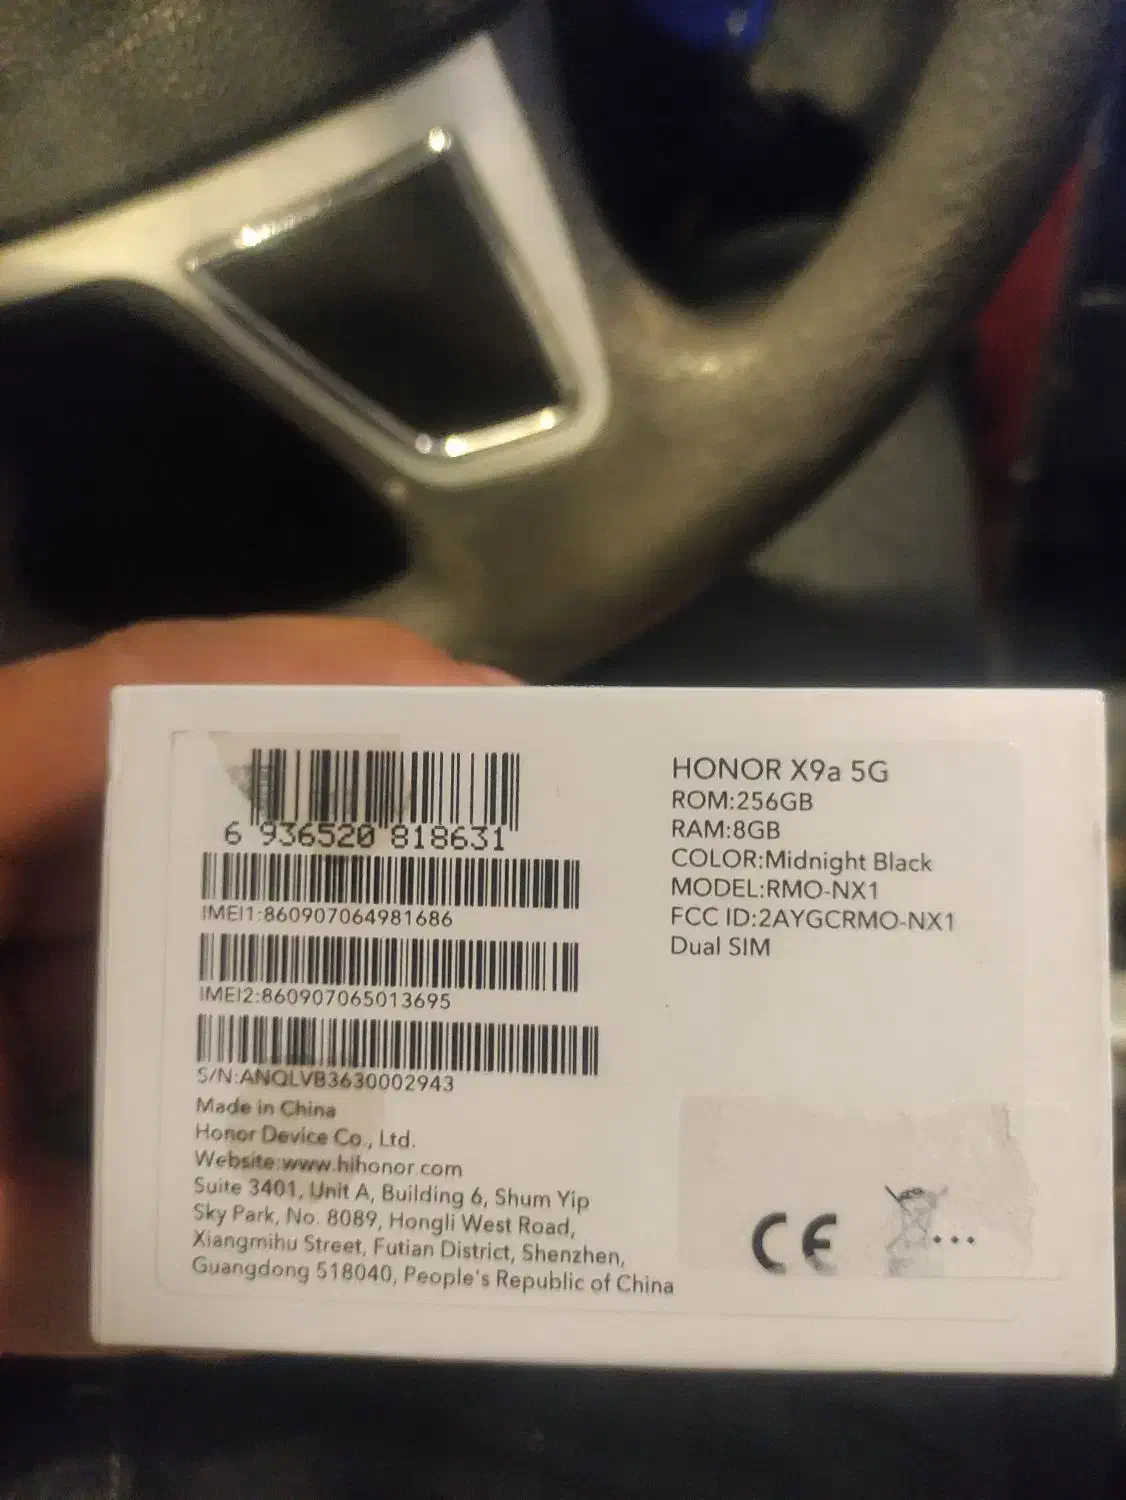 6 936520 818631
IMEI1:860907064981686
IMEI2:860907065013695
S/N:ANQLVB3630002943
Made in China
Honor Device Co., Ltd.
Website:www.hihonor.com
Suite 3401, Unit A, Building 6, Shum Yip
Sky Park, No. 8089, Hongli West Road,
Xiangmihu Street, Futian District, Shenzhen,
Guangdong 518040, People's Republic of China
HONOR X9a 5G
ROM:256GB
RAM:8GB
COLOR:Midnight Black
MODEL:RMO-NX1
FCC ID:2AYGCRMO-NX1
Dual SIM
CE